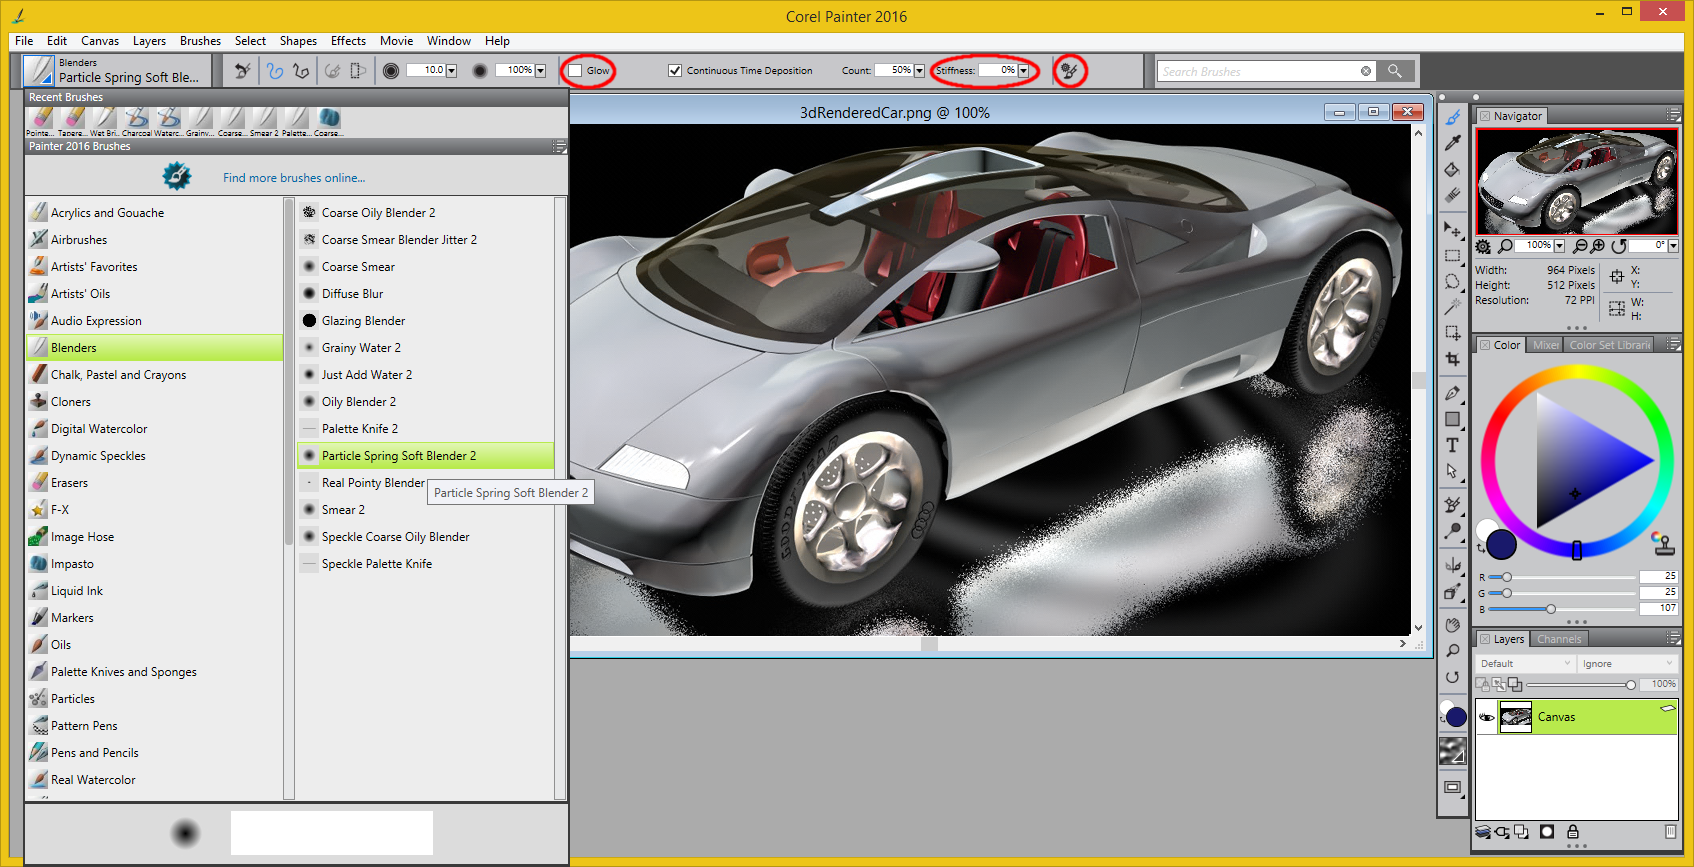 Corel Painter 2016
File Edit Canvas Layers Brushes Select Shapes Effects Movie Window Help
Blenders
Particle Spring Soft Ble...
10.0
100%
Glow
Continuous Time Deposition
Count: 50%
Stiffness: 0%
Search Brushes
Recent Brushes
Pointe... Tapere... Wet Bri... Charcoal Waterc... Grainy... Coarse... Smear 2 Palette... Coarse...
Painter 2016 Brushes
Find more brushes online...
Acrylics and Gouache
Airbrushes
Artists' Favorites
Artists' Oils
Audio Expression
Blenders
Chalk, Pastel and Crayons
Cloners
Digital Watercolor
Dynamic Speckles
Erasers
F-X
Image Hose
Impasto
Liquid Ink
Markers
Oils
Palette Knives and Sponges
Particles
Pattern Pens
Pens and Pencils
Real Watercolor
Coarse Oily Blender 2
Coarse Smear Blender Jitter 2
Coarse Smear
Diffuse Blur
Glazing Blender
Grainy Water 2
Just Add Water 2
Oily Blender 2
Palette Knife 2
Particle Spring Soft Blender 2
Real Pointy Blender
Particle Spring Soft Blender 2
Smear 2
Speckle Coarse Oily Blender
Speckle Palette Knife
3dRenderedCar.png @ 100%
GOODYEAR
T
Navigator
100%
0°
Width: 964 Pixels
Height: 512 Pixels
Resolution: 72 PPI
X:
Y:
W:
H:
Color Mixer Color Set Librari
R 25
G 25
B 107
Layers Channels
Default Ignore
100%
Canvas